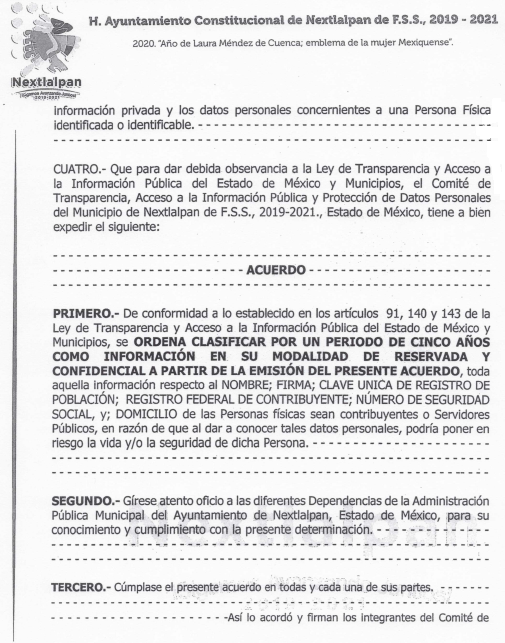 H. Ayuntamiento Constitucional de Nextlalpan de F.S.S., 2019 - 2021
2020. "Año de Laura Méndez de Cuenca; emblema de la mujer Mexiquense".
Nextlalpan
2019-2021
información privada y los datos personales concernientes a una Persona Física
identificada o identificable. - - - - - - - - - - - - - - - - - - - - - - - - - - - - - - - - - - -
- - - - - - - - - - - - - - - - - - - - - - - - - - - - - - - - - - - - - - - - - - - - - - - - - - - - -
CUATRO.- Que para dar debida observancia a la Ley de Transparencia y Acceso a
la Información Pública del Estado de México y Municipios, el Comité de
Transparencia, Acceso a la Información Pública y Protección de Datos Personales
del Municipio de Nextlalpan de F.S.S., 2019-2021., Estado de México, tiene a bien
expedir el siguiente:
- - - - - - - - - - - - - - - - - - - - - - - - - - - - - - - - - - - - - - - - - - - - - - - - - - - - -
- - - - - - - - - - - - - - - - - - - - - - - ACUERDO - - - - - - - - - - - - - - - - - - - - - - -
- - - - - - - - - - - - - - - - - - - - - - - - - - - - - - - - - - - - - - - - - - - - - - - - - - - - -
PRIMERO.- De conformidad a lo establecido en los artículos 91, 140 y 143 de la
Ley de Transparencia y Acceso a la Información Pública del Estado de México y
Municipios, se ORDENA CLASIFICAR POR UN PERIODO DE CINCO AÑOS
COMO INFORMACIÓN EN SU MODALIDAD DE RESERVADA Y
CONFIDENCIAL A PARTIR DE LA EMISIÓN DEL PRESENTE ACUERDO, toda
aquella información respecto al NOMBRE; FIRMA; CLAVE UNICA DE REGISTRO DE
POBLACIÓN; REGISTRO FEDERAL DE CONTRIBUYENTE; NÚMERO DE SEGURIDAD
SOCIAL, y; DOMICILIO de las Personas físicas sean contribuyentes o Servidores
Públicos, en razón de que al dar a conocer tales datos personales, podría poner en
riesgo la vida y/o la seguridad de dicha Persona. - - - - - - - - - - - - - - - - - - - - -
- - - - - - - - - - - - - - - - - - - - - - - - - - - - - - - - - - - - - - - - - - - - - - - - - - - - -
SEGUNDO.- Gírese atento oficio a las diferentes Dependencias de la Administración
Pública Municipal del Ayuntamiento de Nextlalpan, Estado de México, para su
conocimiento y cumplimiento con la presente determinación. - - - - - - - - - - - - -
- - - - - - - - - - - - - - - - - - - - - - - - - - - - - - - - - - - - - - - - - - - - - - - - - - - - -
TERCERO.- Cúmplase el presente acuerdo en todas y cada una de sus partes. - - - - - - -
- - - - - - - - - - - - - - - - - - - - -Así lo acordó y firman los integrantes del Comité de